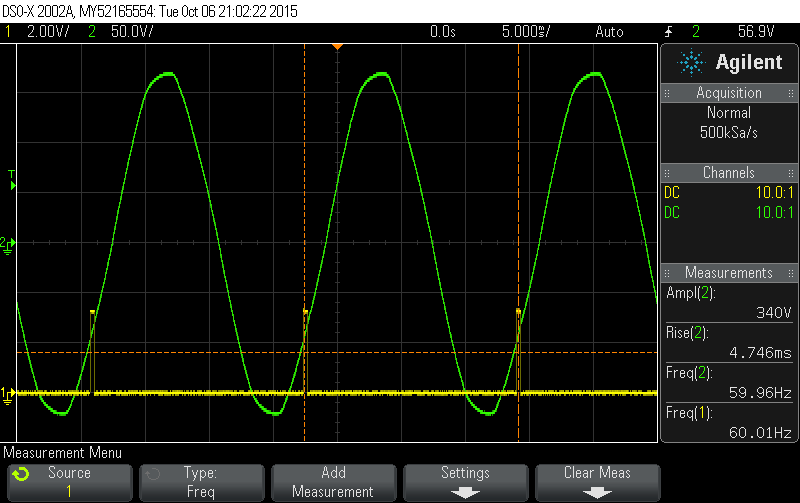 DSO-X 2002A, MY52165554: Tue Oct 06 21:02:22 2015
1 2.00V/ 2 50.0V/ 0.0s 5.000ms/ Auto 2 56.9V
Agilent
Acquisition
Normal
500kSa/s
Channels
DC 10.0:1
DC 10.0:1
T
2
Measurements
Ampl(2):
340V
Rise(2):
4.746ms
Freq(2):
59.96Hz
Freq(1):
60.01Hz
1
Measurement Menu
Source
1
Type:
Freq
Add
Measurement
Settings
Clear Meas